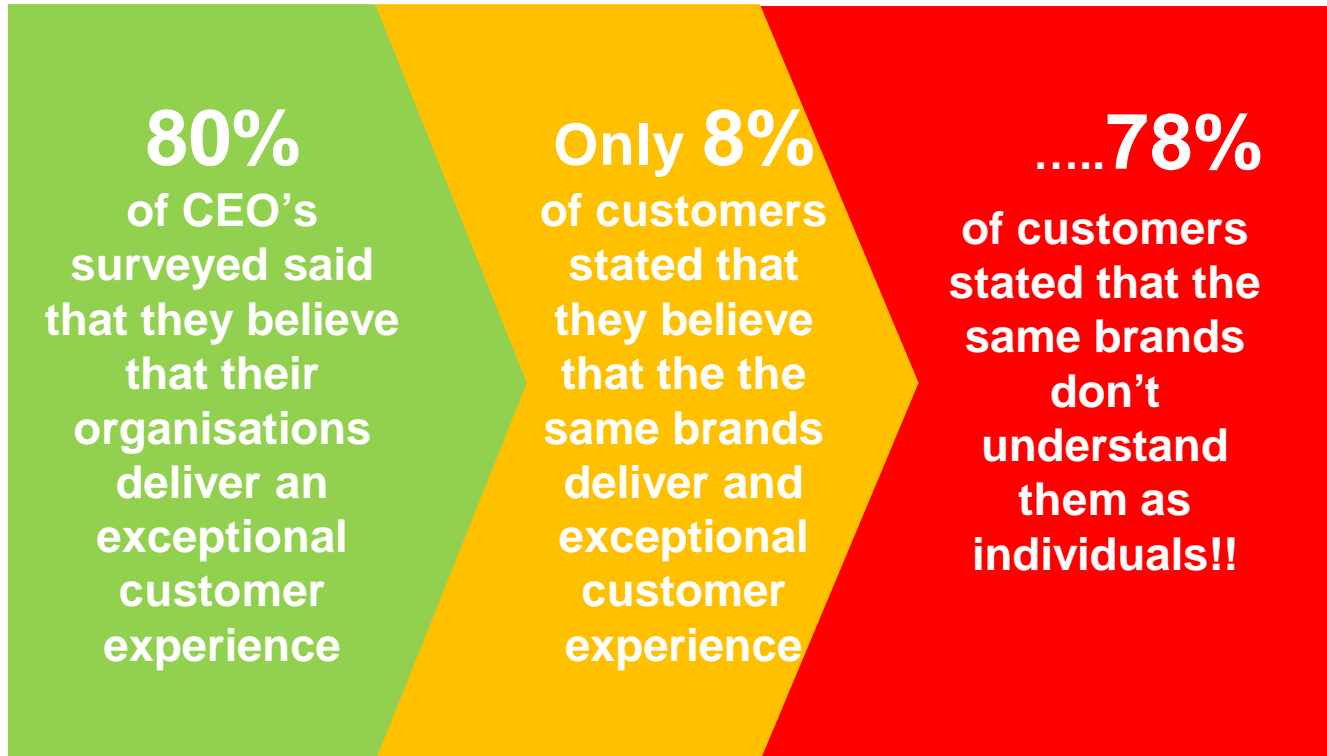 80%
of CEO’s
surveyed said
that they believe
that their
organisations
deliver an
exceptional
customer
experience
Only 8%
of customers
stated that
they believe
that the the
same brands
deliver and
exceptional
customer
experience
.....78%
of customers
stated that the
same brands
don’t
understand
them as
individuals!!